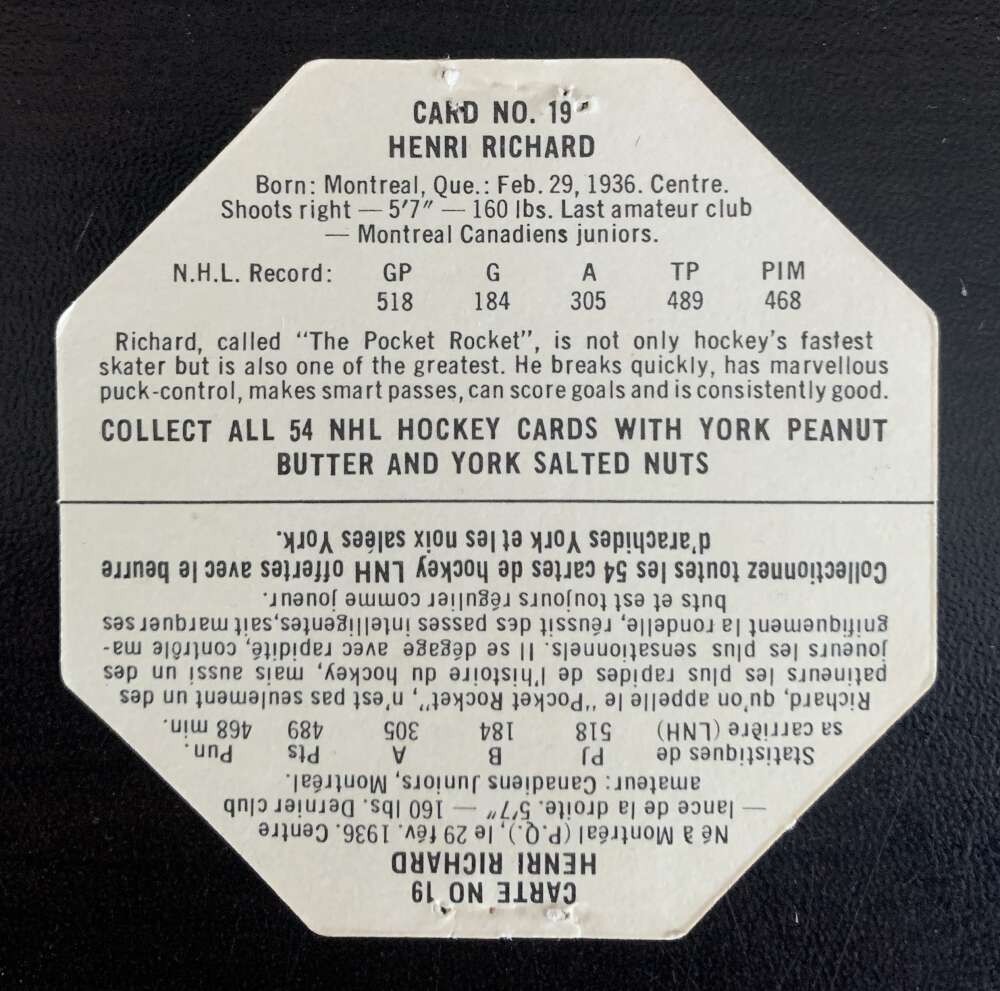 CARD NO. 19
HENRI RICHARD
Born: Montreal, Que.: Feb. 29, 1936. Centre.
Shoots right — 5'7" — 160 lbs. Last amateur club
— Montreal Canadiens juniors.
N.H.L. Record: GP G A TP PIM
518 184 305 489 468
Richard, called "The Pocket Rocket", is not only hockey's fastest
skater but is also one of the greatest. He breaks quickly, has marvellous
puck-control, makes smart passes, can score goals and is consistently good.
COLLECT ALL 54 NHL HOCKEY CARDS WITH YORK PEANUT
BUTTER AND YORK SALTED NUTS
CARTE NO 19
HENRI RICHARD
Né à Montréal (P.Q.), le 29 fév. 1936. Centre.
— lance de la droite. 5'7" — 160 lbs. Dernier club
amateur: Canadiens Juniors, Montréal.
Statistiques de PJ B A Pts Pun.
sa carrière (LNH) 518 184 305 489 468 min.
Richard, qu'on appelle le "Pocket Rocket", n'est pas seulement un des
patineurs les plus rapides de l'histoire du hockey, mais aussi un des
joueurs les plus sensationnels. Il se dégage avec rapidité, contrôle ma-
gnifiquement la rondelle, réussit des passes intelligentes, sait marquer ses
buts et est toujours régulier comme joueur.
Collectionnez toutes les 54 cartes de hockey LNH offertes avec le beurre
d'arachides York et les noix salées York.